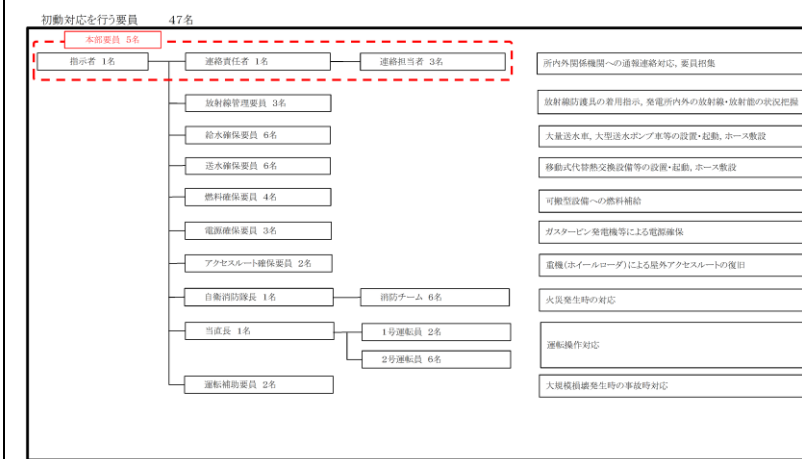 初動対応を行う要員 47名
本部要員 5名
指示者 1名
連絡責任者 1名
連絡担当者 3名
所内外関係機関への通報連絡対応, 要員招集
放射線管理要員 3名
放射線防護具の着用指示, 発電所内外の放射線・放射能の状況把握
給水確保要員 6名
大量送水車, 大型送水ポンプ車等の設置・起動, ホース敷設
送水確保要員 6名
移動式代替熱交換設備等の設置・起動, ホース敷設
燃料確保要員 4名
可搬型設備への燃料補給
電源確保要員 3名
ガスタービン発電機等による電源確保
アクセスルート確保要員 2名
重機(ホイールローダ)による屋外アクセスルートの復旧
自衛消防隊長 1名
消防チーム 6名
火災発生時の対応
当直長 1名
1号運転員 2名
2号運転員 6名
運転操作対応
運転補助要員 2名
大規模損壊発生時の事故時対応